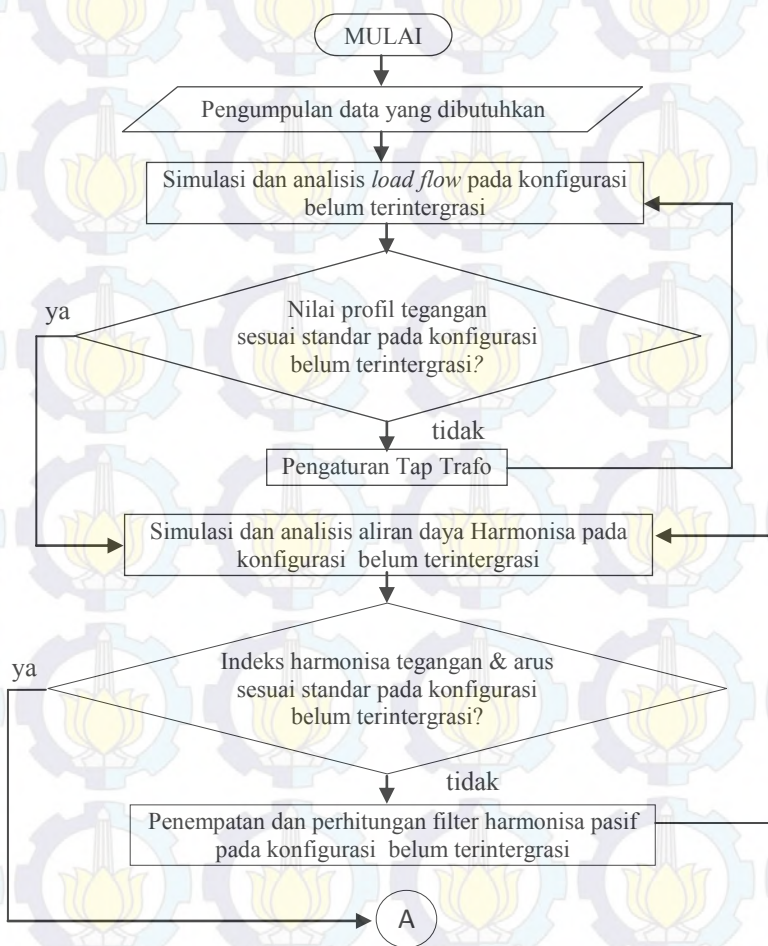 MULAI
Pengumpulan data yang dibutuhkan
Simulasi dan analisis load flow pada konfigurasi
belum terintergrasi
ya
Nilai profil tegangan
sesuai standar pada konfigurasi
belum terintergrasi?
tidak
Pengaturan Tap Trafo
Simulasi dan analisis aliran daya Harmonisa pada
konfigurasi belum terintergrasi
ya
Indeks harmonisa tegangan & arus
sesuai standar pada konfigurasi
belum terintergrasi?
tidak
Penempatan dan perhitungan filter harmonisa pasif
pada konfigurasi belum terintergrasi
A